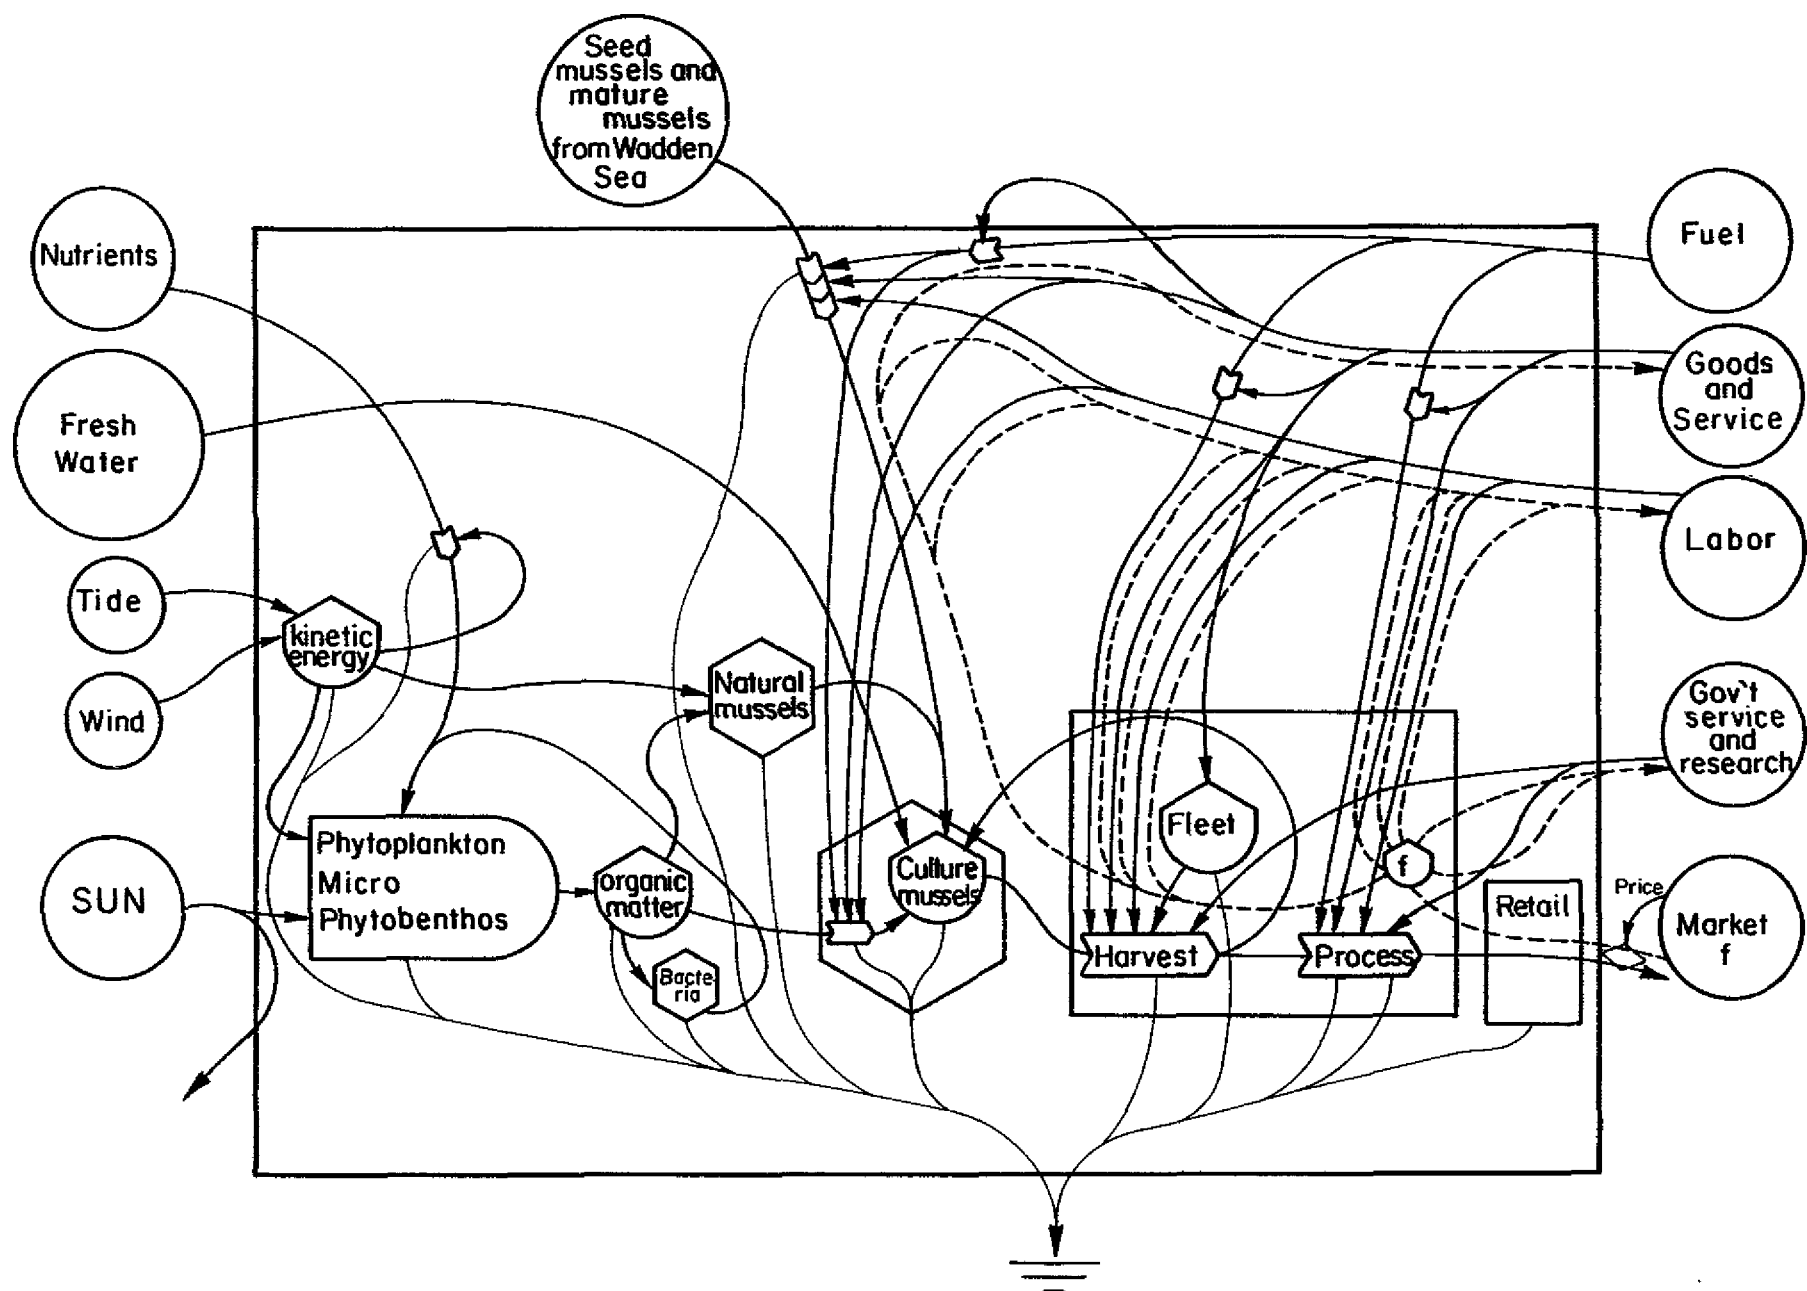 Seed
mussels and
mature
mussels
from Wadden
Sea
Nutrients
Fresh
Water
Tide
Wind
SUN
kinetic
energy
Phytoplankton
Micro
Phytobenthos
organic
matter
Bacte-
ria
Natural
mussels
Culture
mussels
Fleet
Harvest
Process
f
Retail
Price
Fuel
Goods
and
Service
Labor
Gov't
service
and
research
Market
f